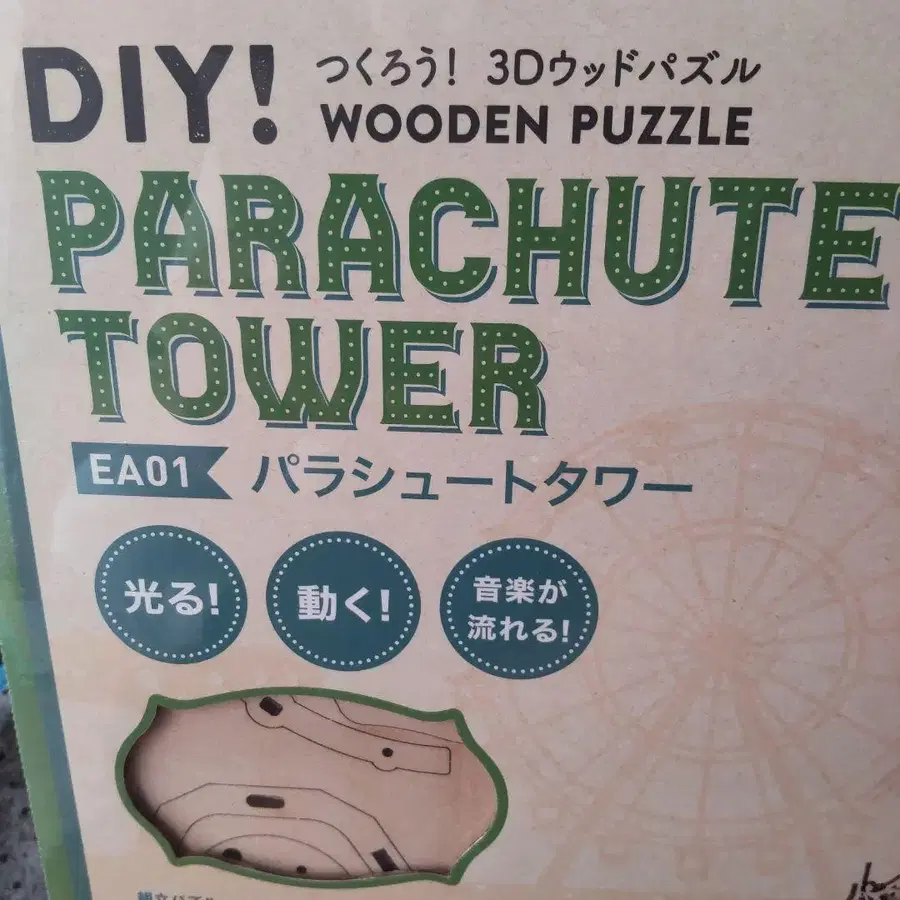 DIY!
つくろう! 3Dウッドパズル
WOODEN PUZZLE
PARACHUTE
TOWER
EA01 パラシュートタワー
光る!
動く!
音楽が
流れる!